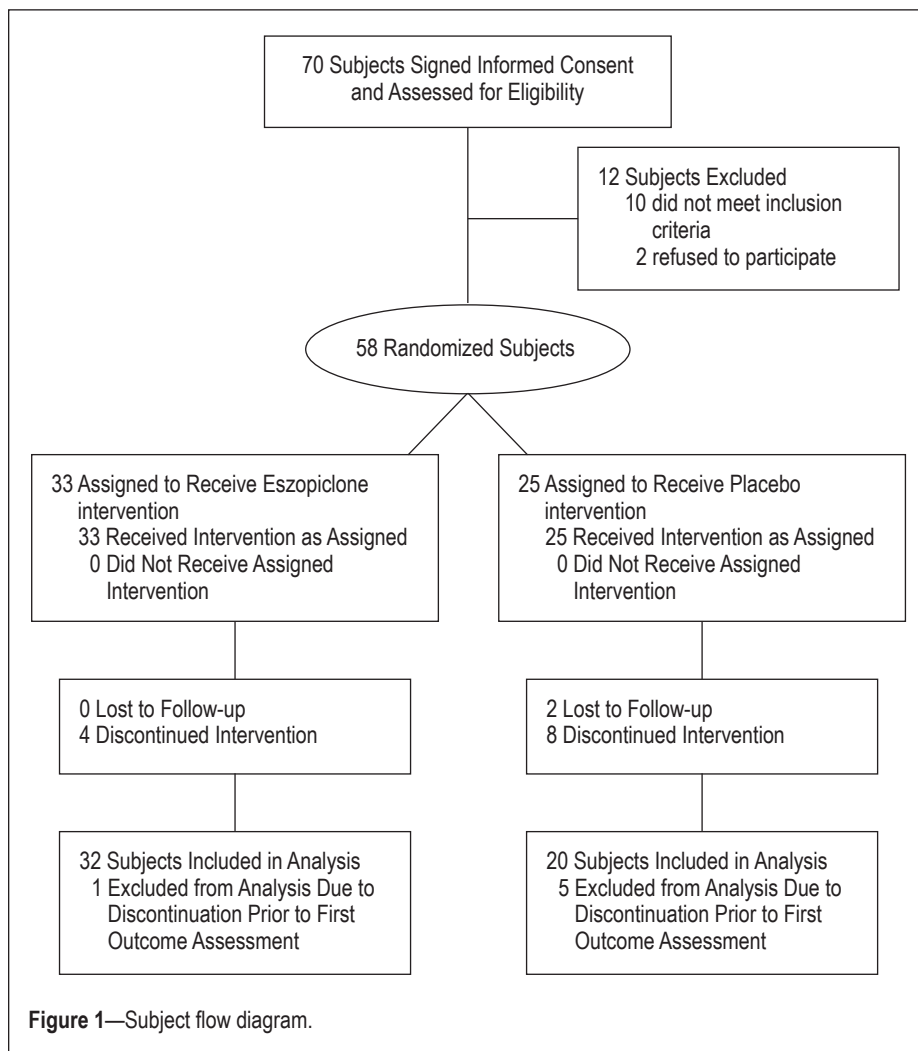 70 Subjects Signed Informed Consent
and Assessed for Eligibility
12 Subjects Excluded
10 did not meet inclusion
criteria
2 refused to participate
58 Randomized Subjects
33 Assigned to Receive Eszopiclone
intervention
33 Received Intervention as Assigned
0 Did Not Receive Assigned
Intervention
25 Assigned to Receive Placebo
intervention
25 Received Intervention as Assigned
0 Did Not Receive Assigned
Intervention
0 Lost to Follow-up
4 Discontinued Intervention
2 Lost to Follow-up
8 Discontinued Intervention
32 Subjects Included in Analysis
1 Excluded from Analysis Due to
Discontinuation Prior to First
Outcome Assessment
20 Subjects Included in Analysis
5 Excluded from Analysis Due to
Discontinuation Prior to First
Outcome Assessment
Figure 1—Subject flow diagram.